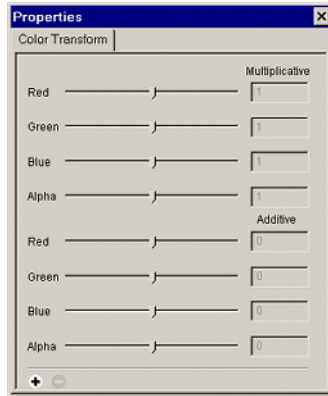 Properties
Color Transform
Multiplicative
Red 1
Green 1
Blue 1
Alpha 1
Additive
Red 0
Green 0
Blue 0
Alpha 0